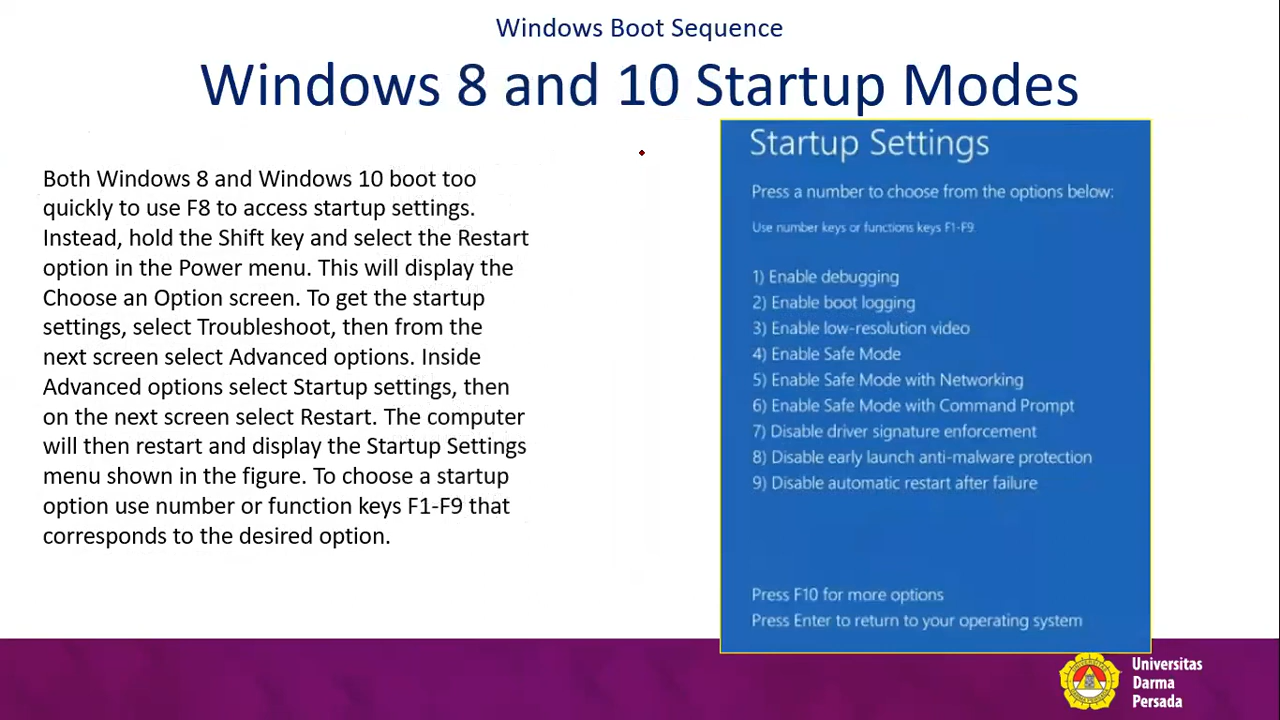 Windows Boot Sequence
Windows 8 and 10 Startup Modes
Both Windows 8 and Windows 10 boot too
quickly to use F8 to access startup settings.
Instead, hold the Shift key and select the Restart
option in the Power menu. This will display the
Choose an Option screen. To get the startup
settings, select Troubleshoot, then from the
next screen select Advanced options. Inside
Advanced options select Startup settings, then
on the next screen select Restart. The computer
will then restart and display the Startup Settings
menu shown in the figure. To choose a startup
option use number or function keys F1-F9 that
corresponds to the desired option.
Startup Settings
Press a number to choose from the options below:
Use number keys or functions keys F1-F9.
1) Enable debugging
2) Enable boot logging
3) Enable low-resolution video
4) Enable Safe Mode
5) Enable Safe Mode with Networking
6) Enable Safe Mode with Command Prompt
7) Disable driver signature enforcement
8) Disable early launch anti-malware protection
9) Disable automatic restart after failure
Press F10 for more options
Press Enter to return to your operating system
Universitas
Darma
Persada